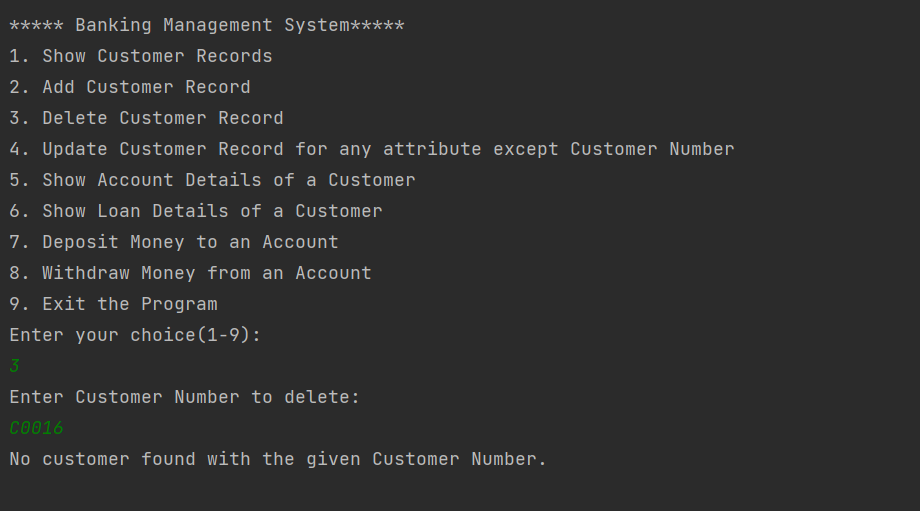 ***** Banking Management System*****
1. Show Customer Records
2. Add Customer Record
3. Delete Customer Record
4. Update Customer Record for any attribute except Customer Number
5. Show Account Details of a Customer
6. Show Loan Details of a Customer
7. Deposit Money to an Account
8. Withdraw Money from an Account
9. Exit the Program
Enter your choice(1-9):
3
Enter Customer Number to delete:
C0016
No customer found with the given Customer Number.